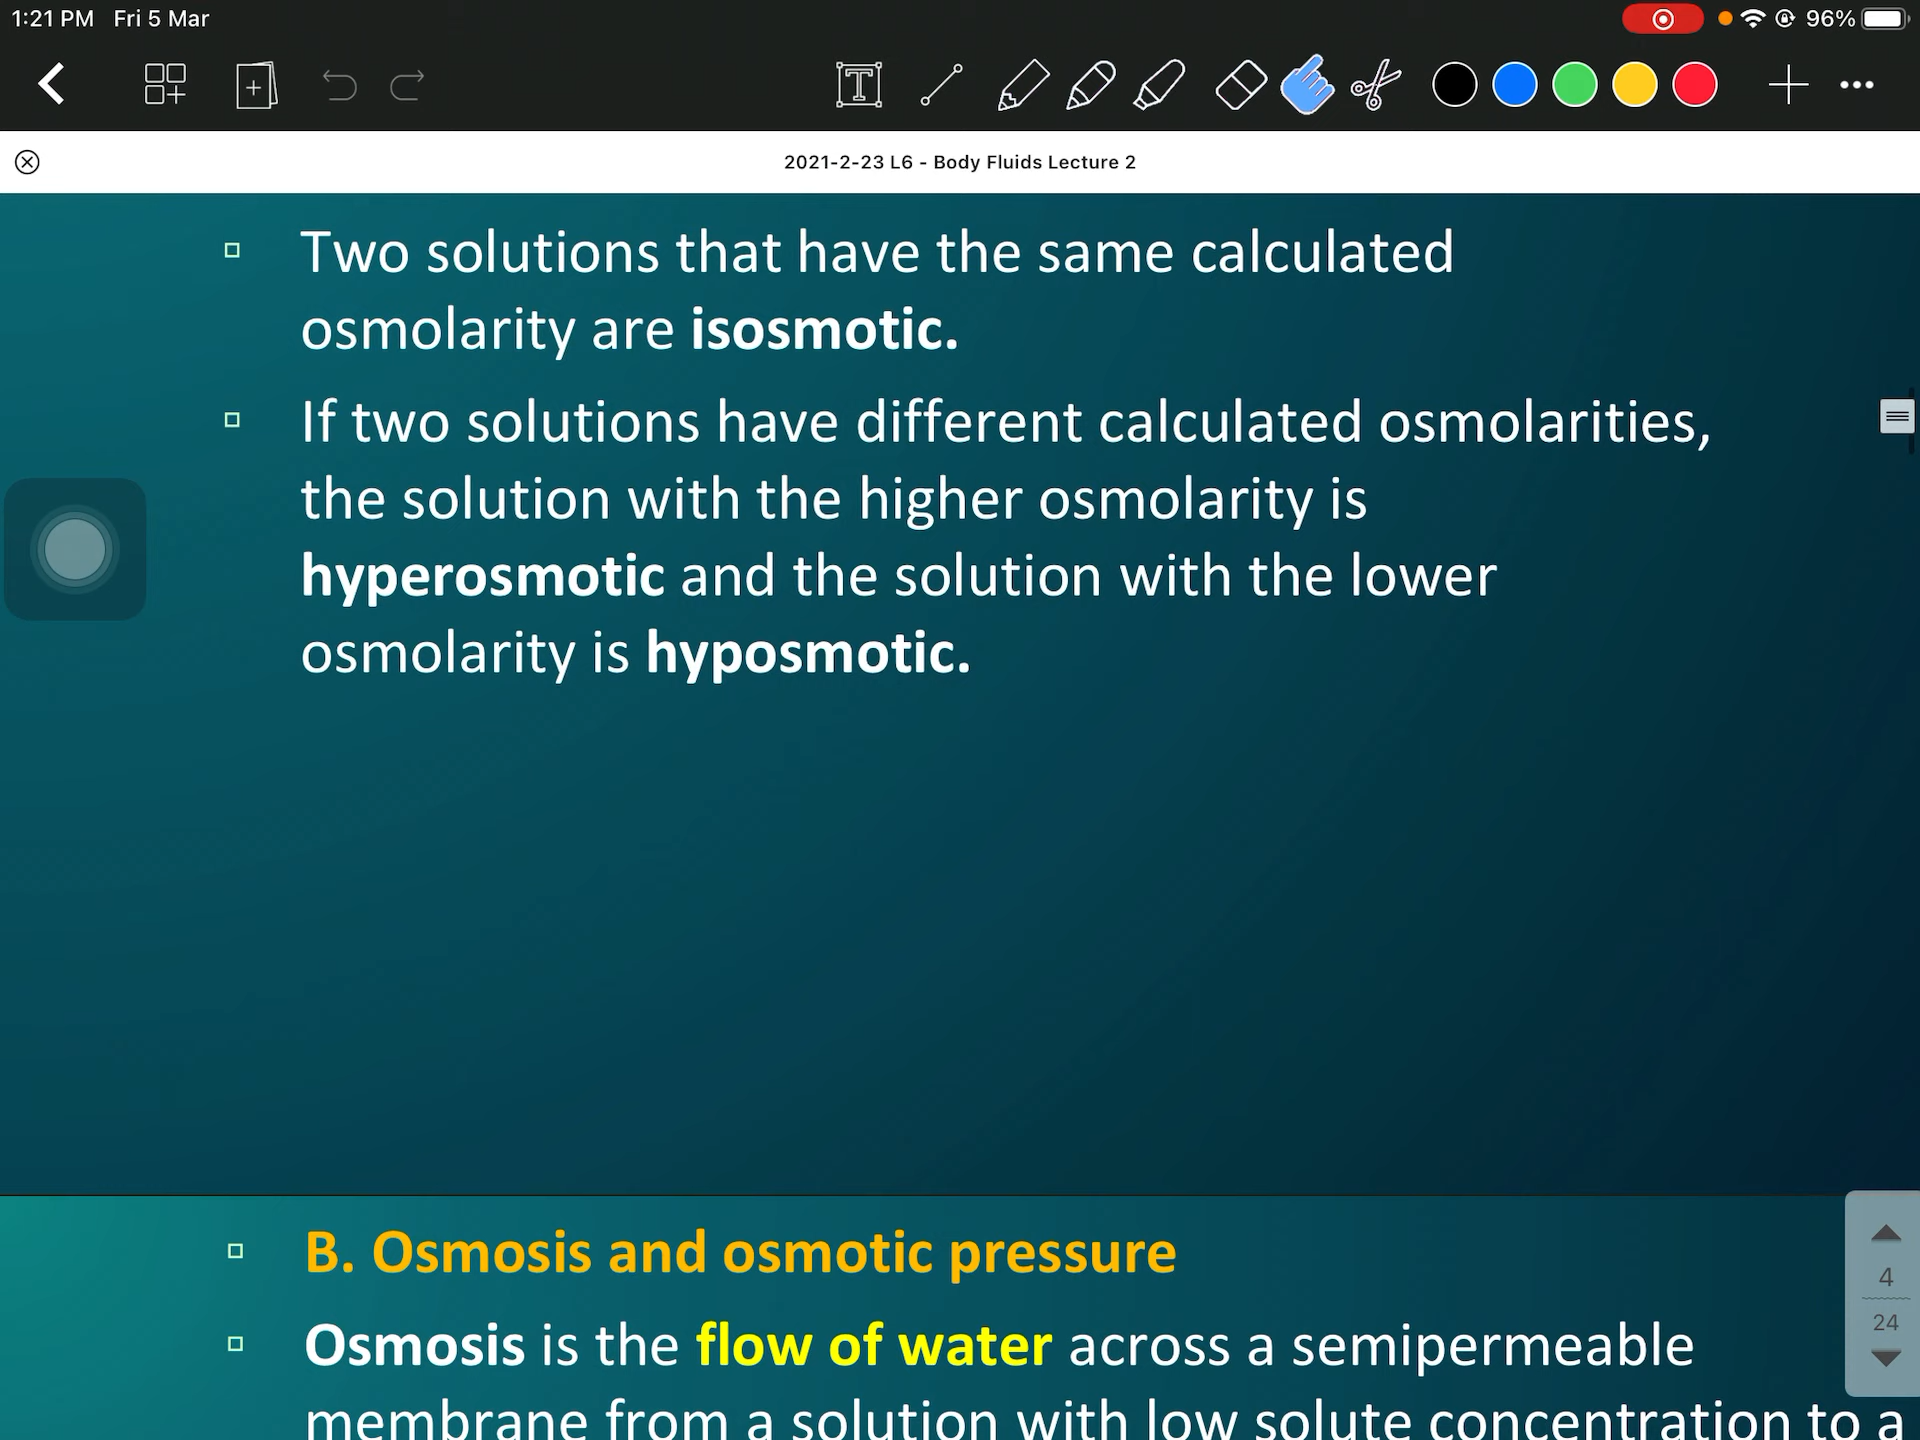 1:21 PM Fri 5 Mar
96%
T
2021-2-23 L6 - Body Fluids Lecture 2
Two solutions that have the same calculated
osmolarity are isosmotic.
If two solutions have different calculated osmolarities,
the solution with the higher osmolarity is
hyperosmotic and the solution with the lower
osmolarity is hyposmotic.
B. Osmosis and osmotic pressure
Osmosis is the flow of water across a semipermeable
membrane from a solution with low solute concentration to a
4
24